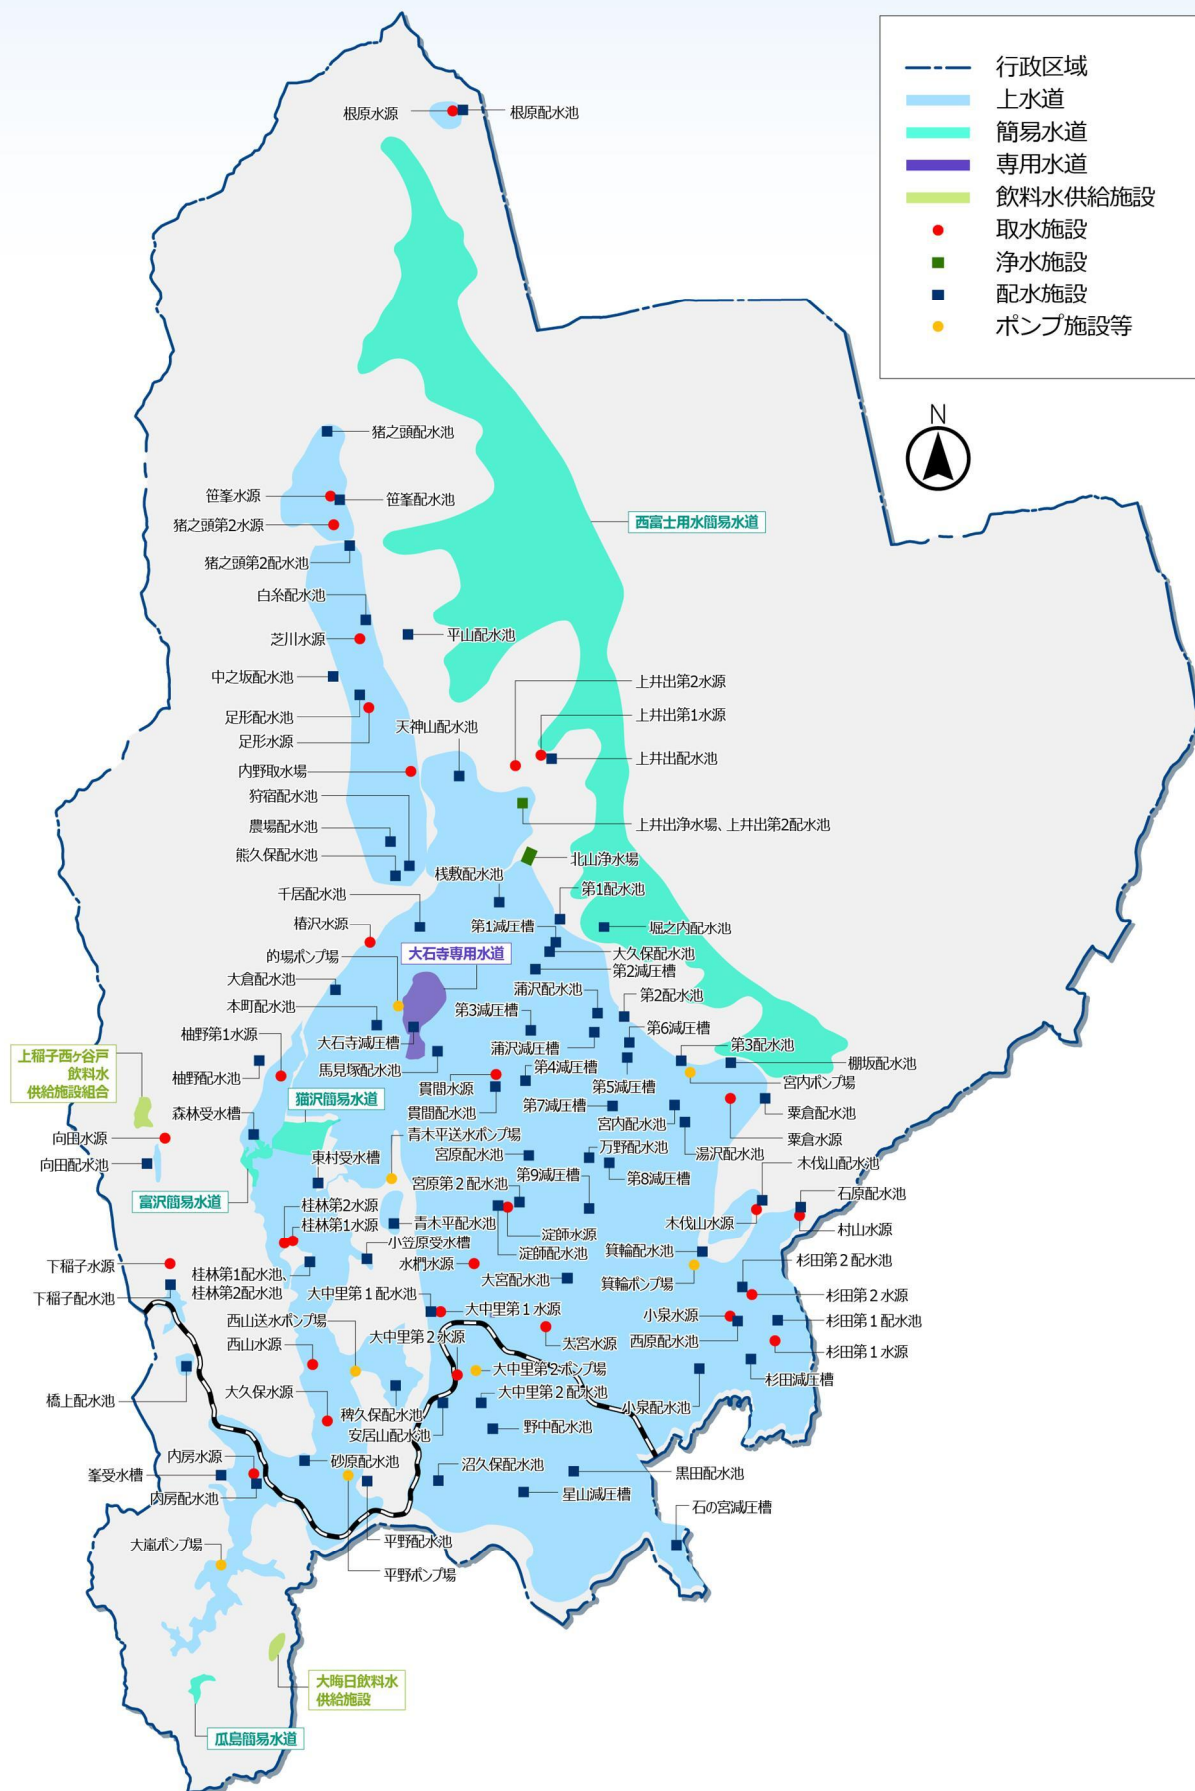 行政区域
上水道
簡易水道
専用水道
飲料水供給施設
取水施設
浄水施設
配水施設
ポンプ施設等
N
根原水源
根原配水池
猪之頭配水池
笹峯水源
笹峯配水池
猪之頭第2水源
西富士用水簡易水道
猪之頭第2配水池
白糸配水池
芝川水源
平山配水池
中之坂配水池
上井出第2水源
足形配水池
上井出第1水源
天神山配水池
足形水源
上井出配水池
内野取水場
狩宿配水池
農場配水池
上井出浄水場、上井出第2配水池
熊久保配水池
北山浄水場
桟敷配水池
千居配水池
第1配水池
椿沢水源
第1減圧槽
堀之内配水池
的場ポンプ場
大石寺専用水道
大久保配水池
第2減圧槽
大倉配水池
蒲沢配水池
第2配水池
本町配水池
第3減圧槽
第6減圧槽
柚野第1水源
大石寺減圧槽
蒲沢減圧槽
第3配水池
上稲子西ヶ谷戸
飲料水
供給施設組合
柚野配水池
馬見塚配水池
第4減圧槽
棚坂配水池
貫間水源
第5減圧槽
宮内ポンプ場
猫沢簡易水道
貫間配水池
第7減圧槽
粟倉配水池
森林受水槽
宮内配水池
向田水源
青木平送水ポンプ場
粟倉水源
東村受水槽
宮原配水池
万野配水池
湯沢配水池
向田配水池
第9減圧槽
第8減圧槽
木伐山配水池
富沢簡易水道
宮原第２配水池
石原配水池
桂林第2水源
木伐山水源
村山水源
桂林第1水源
青木平配水池
淀師水源
小笠原受水槽
淀師配水池
箕輪配水池
下稲子水源
水椚水源
杉田第２配水池
桂林第1配水池、
桂林第2配水池
大宮配水池
箕輪ポンプ場
下稲子配水池
大中里第１配水池
杉田第２水源
大中里第１水源
小泉水源
西山送水ポンプ場
杉田第１配水池
大中里第２水源
太宮水源
西原配水池
西山水源
杉田第１水源
大中里第２ポンプ場
杉田減圧槽
大久保水源
橋上配水池
大中里第２配水池
稗久保配水池
小泉配水池
安居山配水池
野中配水池
内房水源
砂原配水池
沼久保配水池
黒田配水池
峯受水槽
内房配水池
星山減圧槽
石の宮減圧槽
平野配水池
大嵐ポンプ場
平野ポンプ場
大晦日飲料水
供給施設
瓜島簡易水道